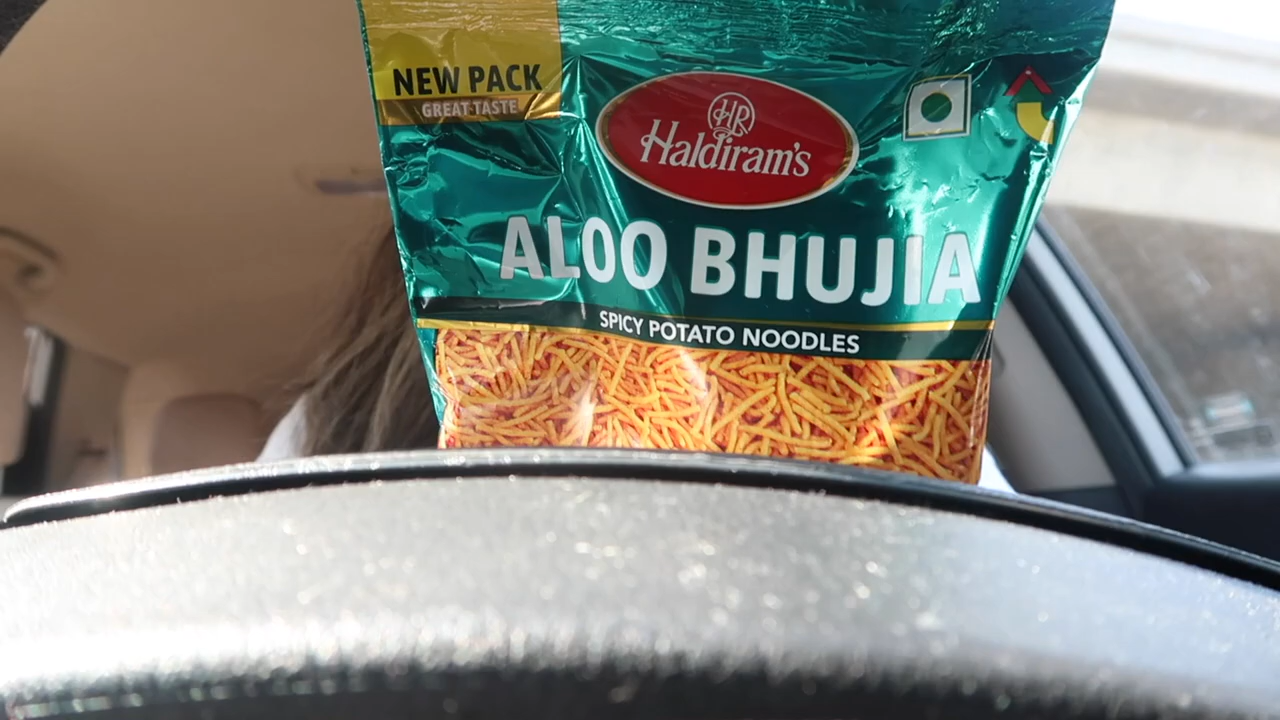 NEW PACK
GREAT TASTE
HR
Haldiram's
ALOO BHUJIA
SPICY POTATO NOODLES